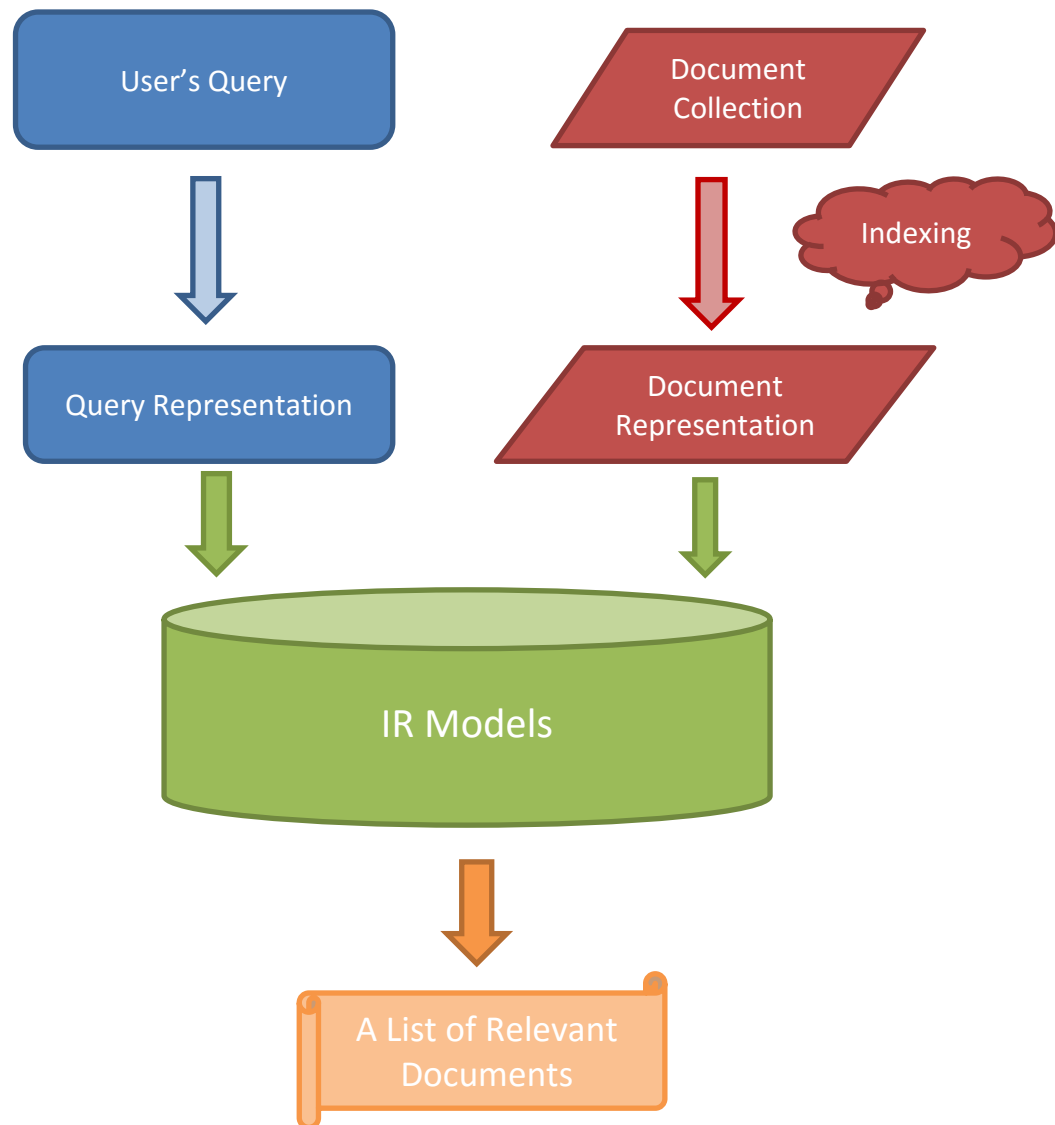 User’s Query
Document
Collection
Indexing
Query Representation
Document
Representation
IR Models
A List of Relevant
Documents